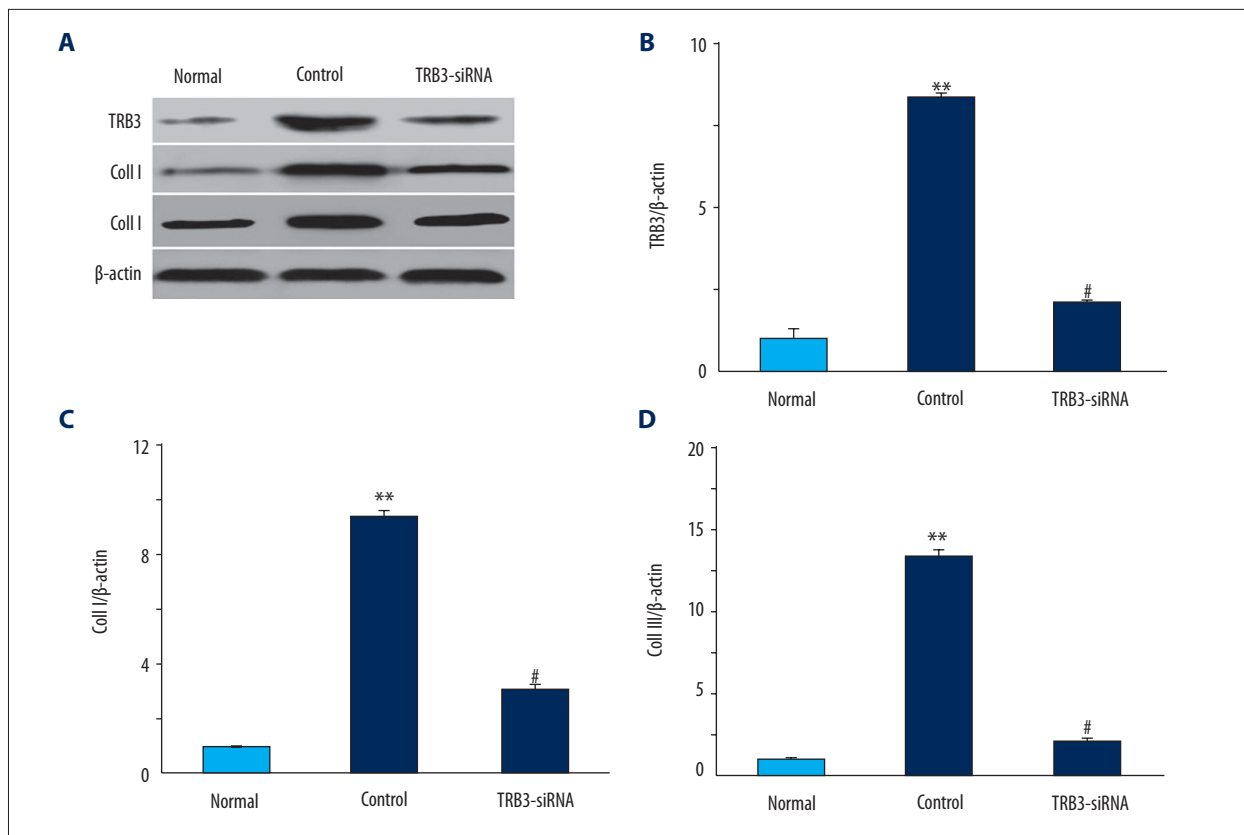 A
Normal Control TRB3-siRNA
TRB3
Coll I
Coll I
β-actin
B
10
5
0
TRB3/β-actin
**
#
Normal Control TRB3-siRNA
C
12
8
4
0
Coll I/β-actin
**
#
Normal Control TRB3-siRNA
D
20
15
10
5
0
Coll III/β-actin
**
#
Normal Control TRB3-siRNA